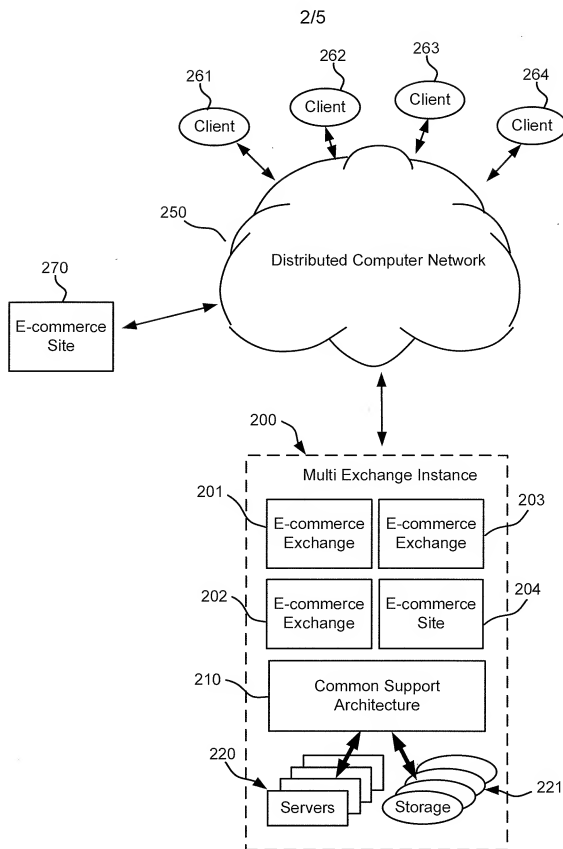 2/5
261
262
263
264
Client
Client
Client
Client
250
Distributed Computer Network
270
E-commerce
Site
200
Multi Exchange Instance
201
E-commerce
Exchange
E-commerce
Exchange
203
202
E-commerce
Exchange
E-commerce
Site
204
210
Common Support
Architecture
220
Servers
Storage
221